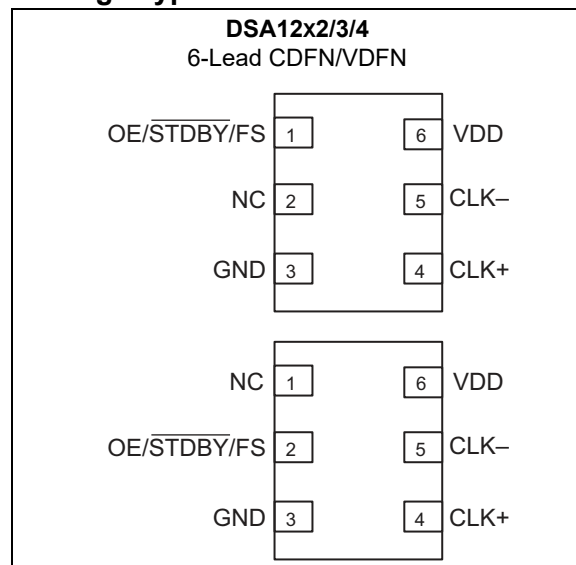 DSA12x2/3/4
6-Lead CDFN/VDFN
OE/STDBY/FS 1 6 VDD
NC 2 5 CLK–
GND 3 4 CLK+
NC 1 6 VDD
OE/STDBY/FS 2 5 CLK–
GND 3 4 CLK+